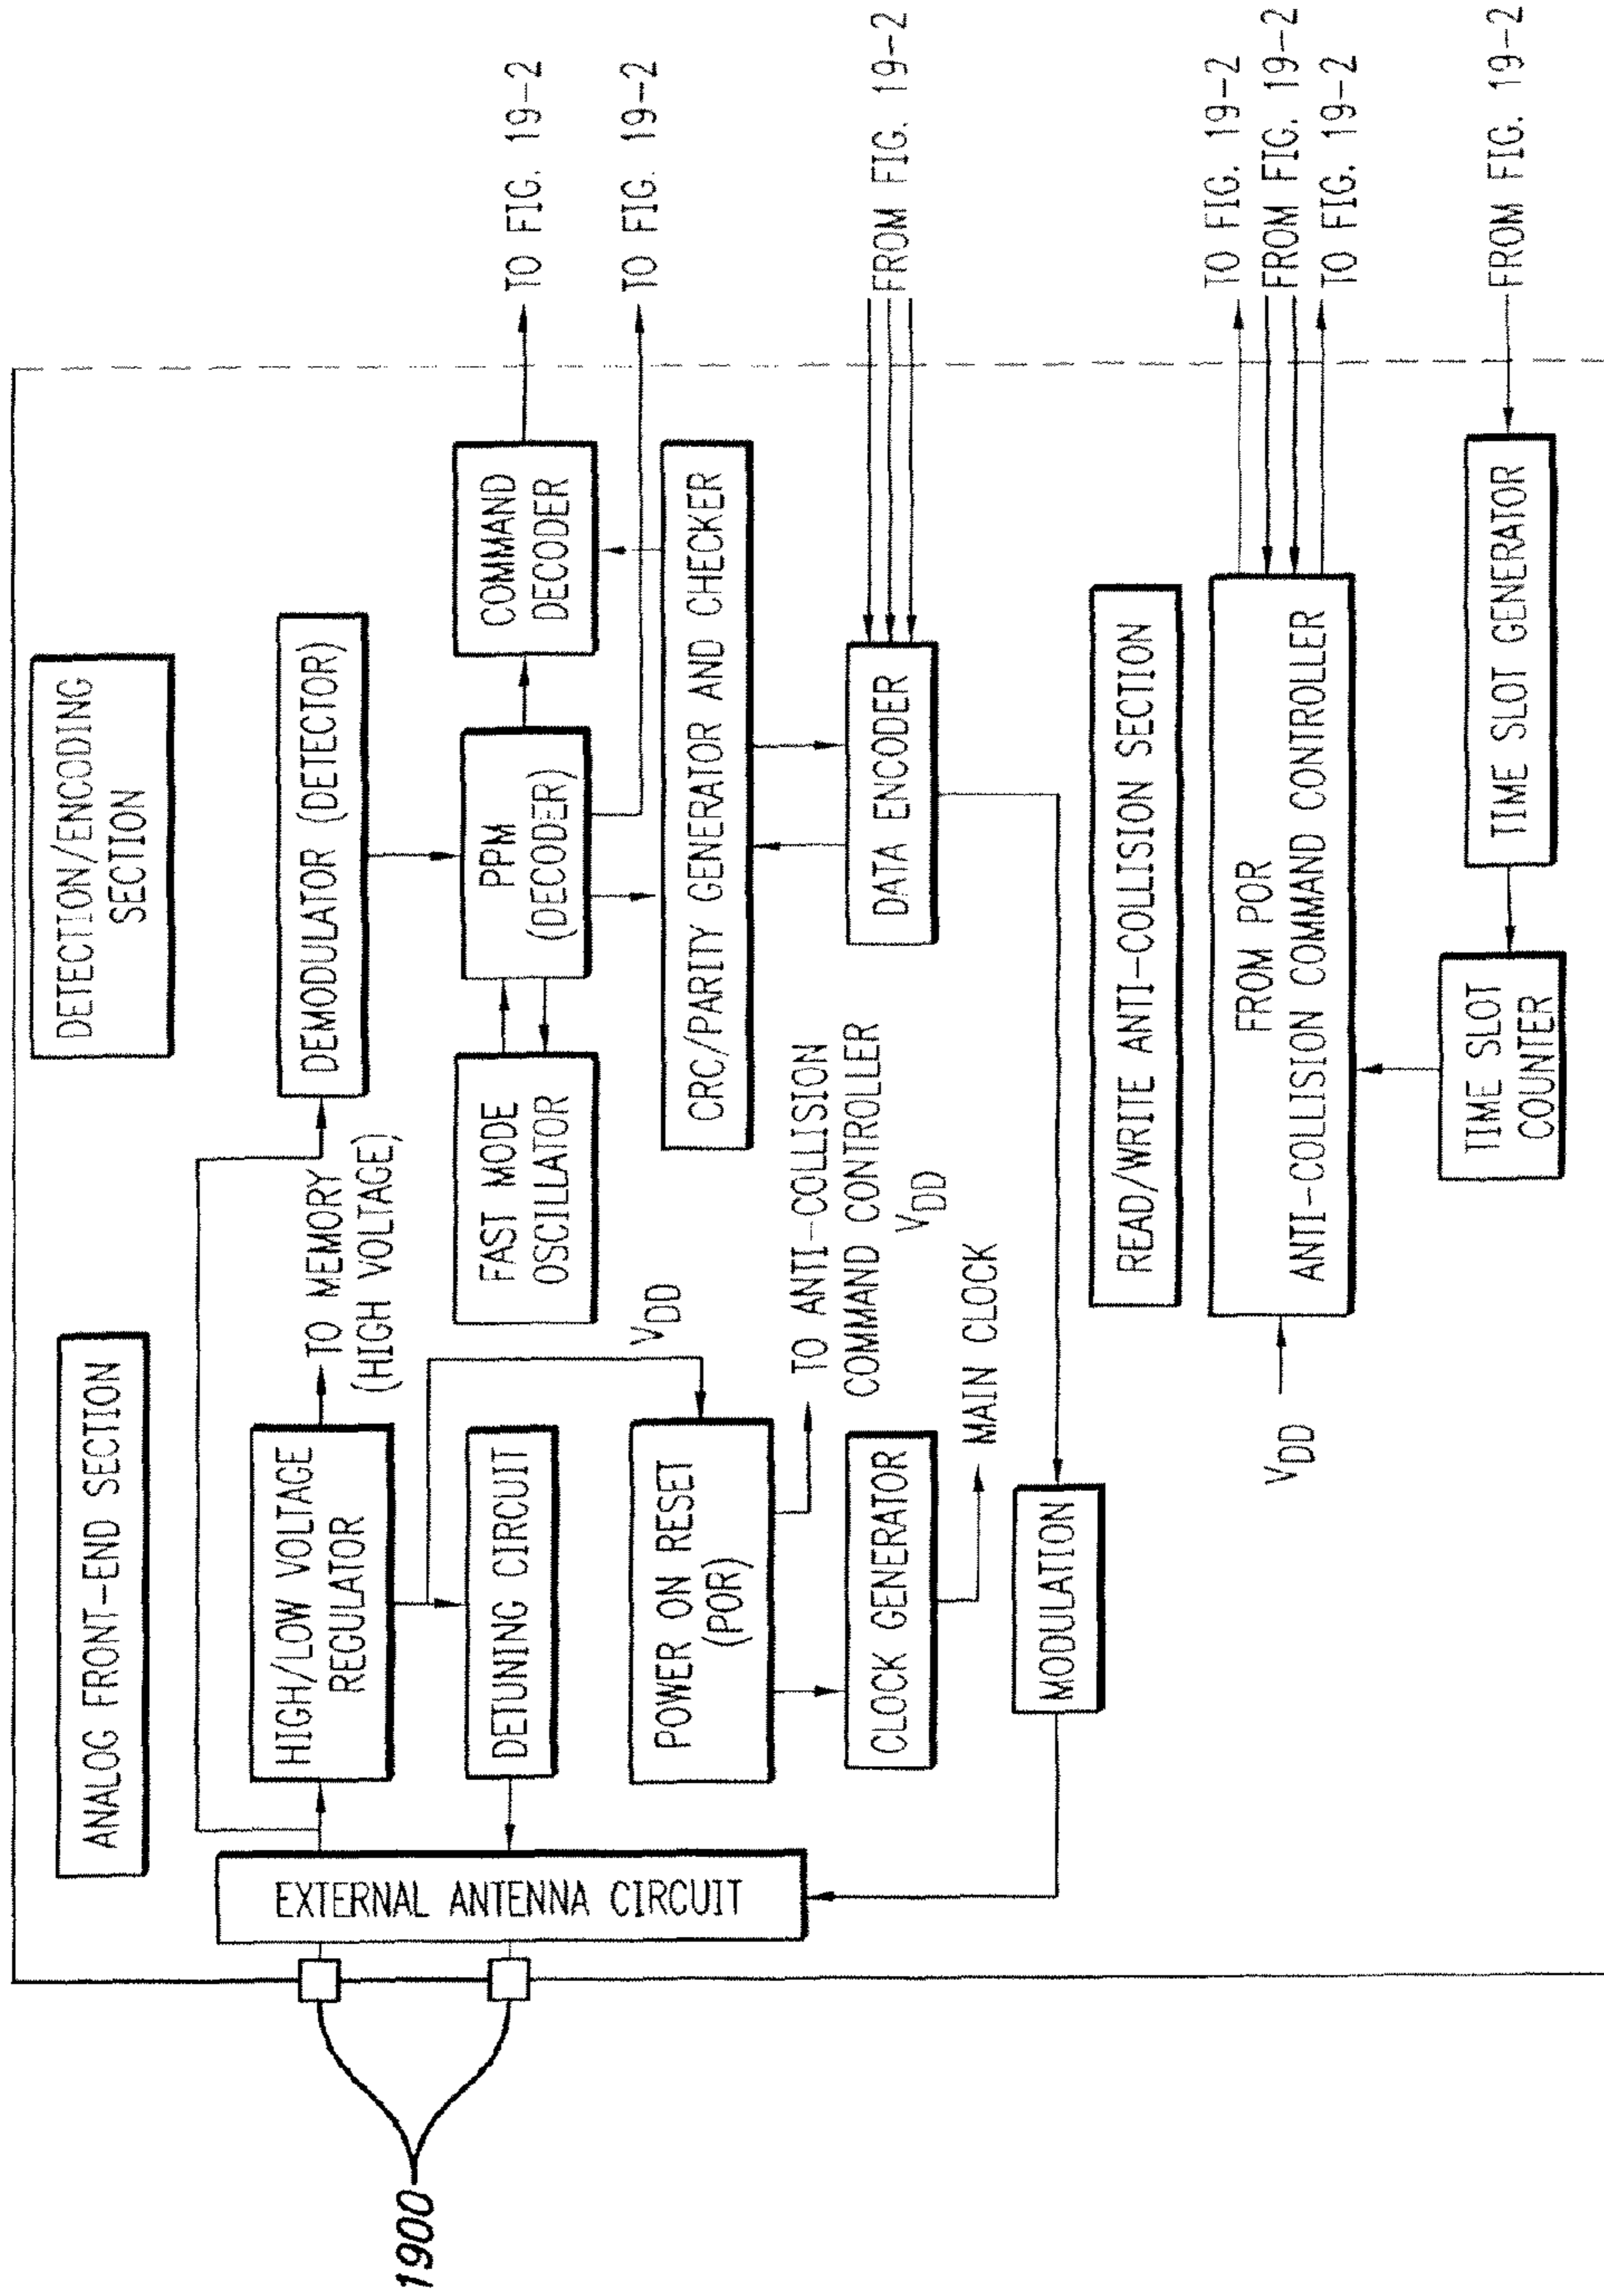 ANALOG FRONT-END SECTION
DETECTION/ENCODING
SECTION
HIGH/LOW VOLTAGE
REGULATOR
TO MEMORY
(HIGH VOLTAGE)
DEMODULATOR (DETECTOR)
1900
EXTERNAL ANTENNA CIRCUIT
DETUNING CIRCUIT
FAST MODE
OSCILLATOR
PPM
(DECODER)
COMMAND
DECODER
TO FIG. 19-2
VDD
TO FIG. 19-2
POWER ON RESET
(POR)
CRC/PARITY GENERATOR AND CHECKER
TO ANTI-COLLISION
COMMAND CONTROLLER
VDD
CLOCK GENERATOR
MAIN CLOCK
DATA ENCODER
FROM FIG. 19-2
MODULATION
READ/WRITE ANTI-COLLISION SECTION
VDD
FROM POR
ANTI-COLLISION COMMAND CONTROLLER
TO FIG. 19-2
FROM FIG. 19-2
TO FIG. 19-2
TIME SLOT
COUNTER
TIME SLOT GENERATOR
FROM FIG. 19-2